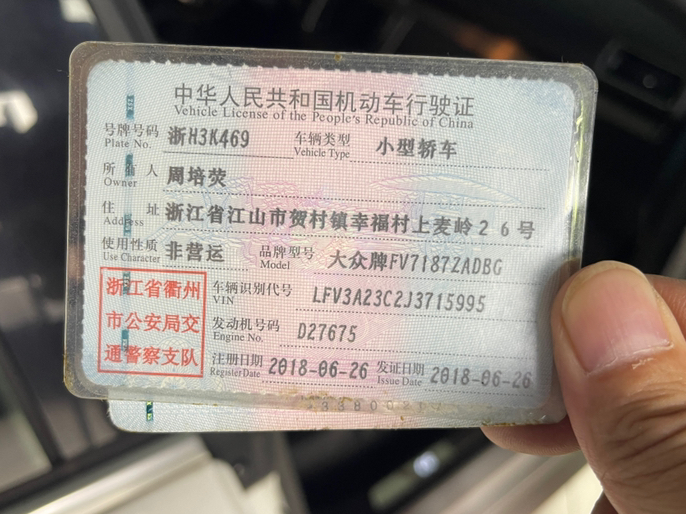 中华人民共和国机动车行驶证
Vehicle License of the People's Republic of China
号牌号码 浙H3K469 车辆类型 小型轿车
Plate No. Vehicle Type
所有人 周培荧
Owner
住址 浙江省江山市贺村镇幸福村上麦岭26号
Address
使用性质 非营运 品牌型号 大众牌FV7187ZADBG
Use Character Model
浙江省衢州
市公安局交
通警察支队
车辆识别代号 LFV3A23C2J3715995
VIN
发动机号码 D27675
Engine No.
注册日期 2018-06-26 发证日期 2018-06-26
Register Date Issue Date